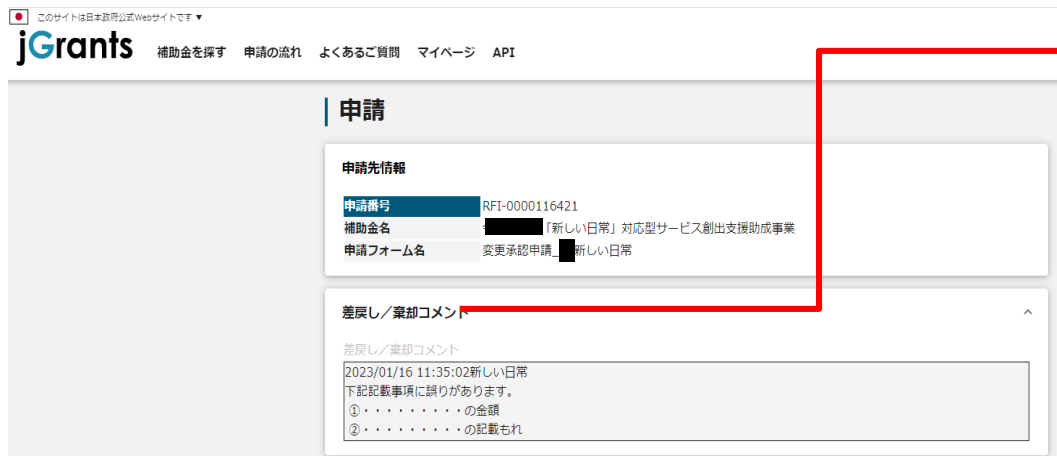 このサイトは日本政府公式Webサイトです ▼
jGrants 補助金を探す 申請の流れ よくあるご質問 マイページ API
申請
申請先情報
申請番号 RFI-0000116421
補助金名 「新しい日常」対応型サービス創出支援助成事業
申請フォーム名 変更承認申請_ 新しい日常
差戻し／棄却コメント
差戻し／棄却コメント
2023/01/16 11:35:02新しい日常
下記記載事項に誤りがあります。
①・・・・・・・・・の金額
②・・・・・・・・・の記載もれ